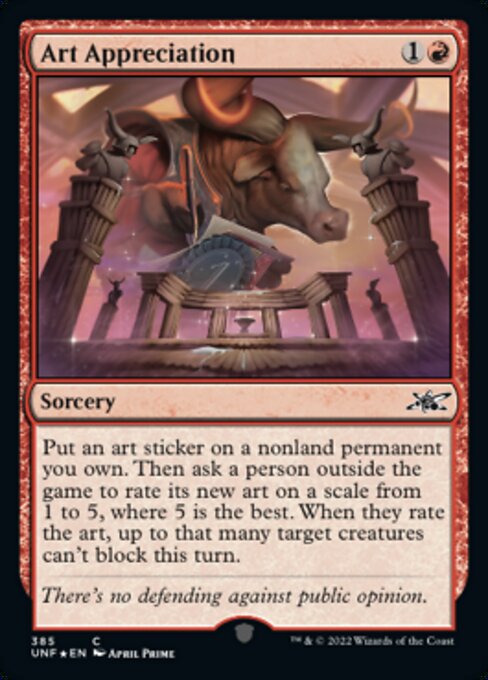 Art Appreciation 1
Sorcery
Put an art sticker on a nonland permanent
you own. Then ask a person outside the
game to rate its new art on a scale from
1 to 5, where 5 is the best. When they rate
the art, up to that many target creatures
can't block this turn.
There's no defending against public opinion.
385 C
UNF★EN April Prime
™ & © 2022 Wizards of the Coast